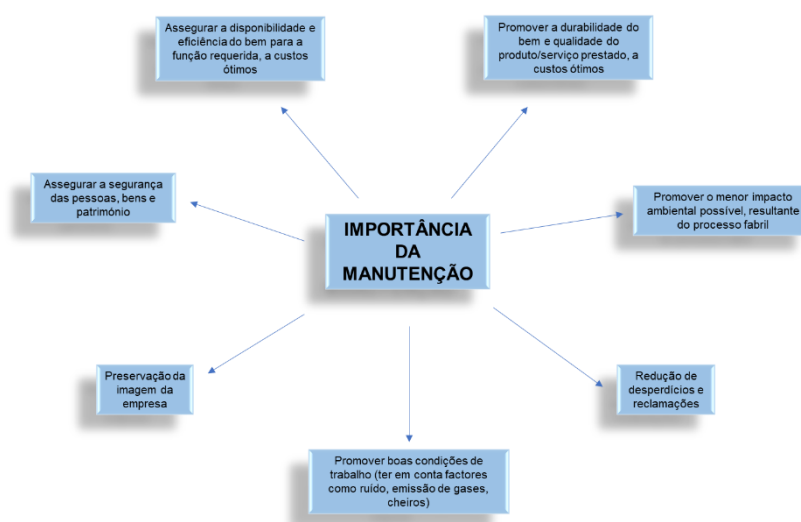 Assegurar a disponibilidade e
eficiência do bem para a
função requerida, a custos
ótimos
Promover a durabilidade do
bem e qualidade do
produto/serviço prestado, a
custos ótimos
Assegurar a segurança
das pessoas, bens e
património
IMPORTÂNCIA
DA
MANUTENÇÃO
Promover o menor impacto
ambiental possível, resultante
do processo fabril
Preservação da
imagem da
empresa
Redução de
desperdícios e
reclamações
Promover boas condições de
trabalho (ter em conta factores
como ruído, emissão de gases,
cheiros)